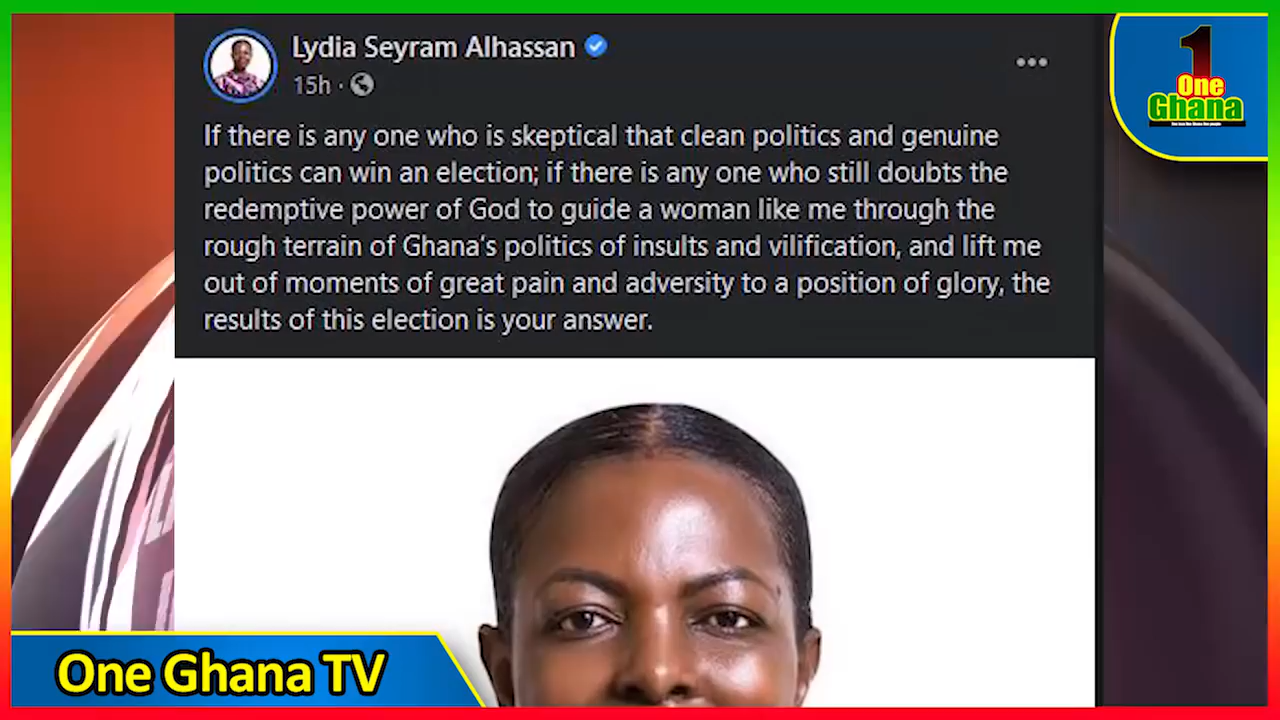 Lydia Seyram Alhassan
15h ·
If there is any one who is skeptical that clean politics and genuine
politics can win an election; if there is any one who still doubts the
redemptive power of God to guide a woman like me through the
rough terrain of Ghana's politics of insults and vilification, and lift me
out of moments of great pain and adversity to a position of glory, the
results of this election is your answer.
1
One
Ghana
One Ghana TV